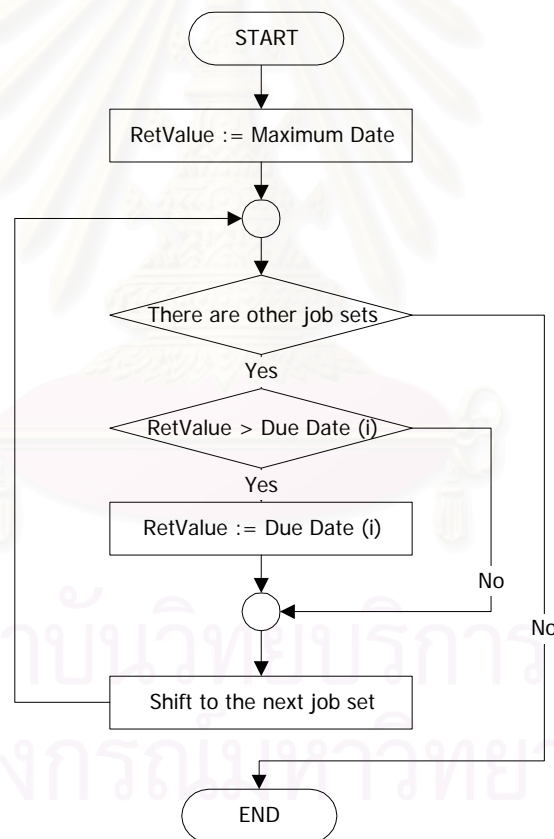 START
RetValue := Maximum Date
There are other job sets
Yes
RetValue > Due Date (i)
Yes
RetValue := Due Date (i)
No
No
Shift to the next job set
END